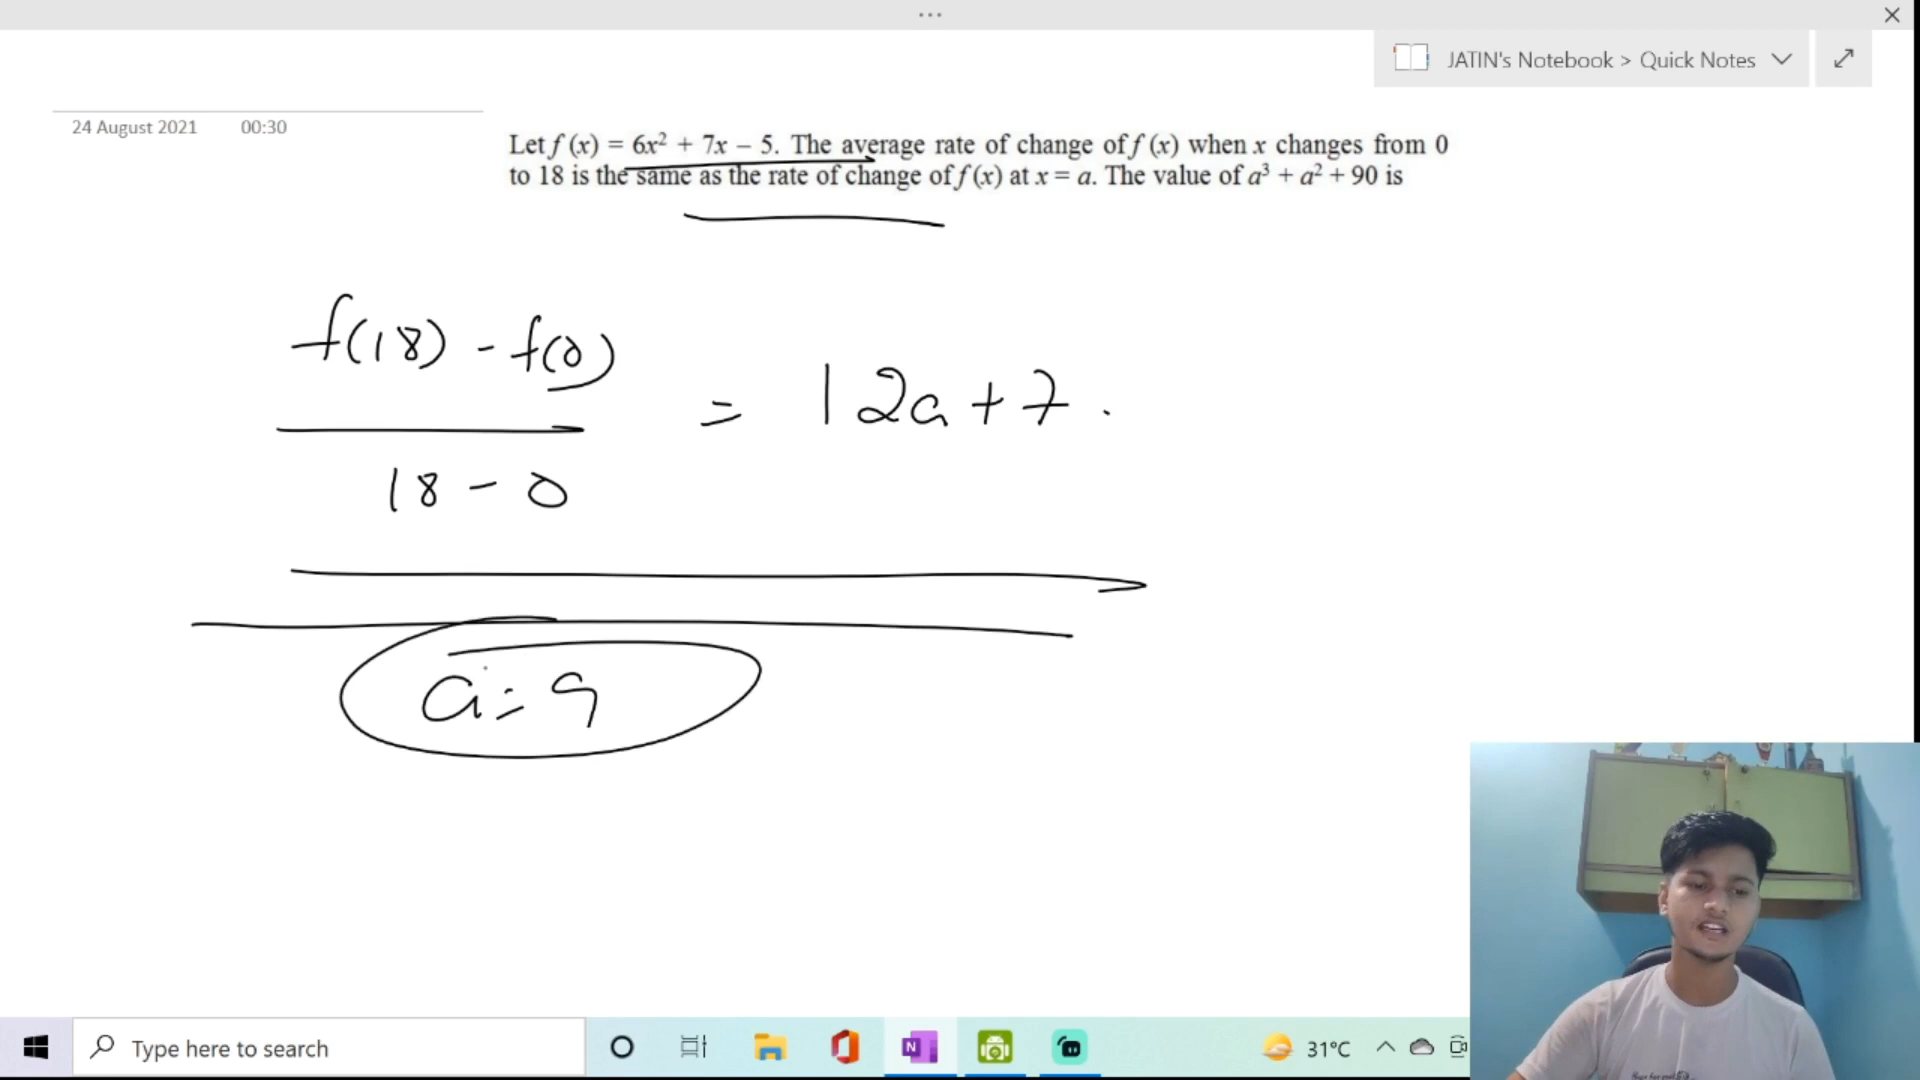 ...
JATIN's Notebook > Quick Notes
24 August 2021 00:30
Let f (x) = 6x² + 7x – 5. The average rate of change of f (x) when x changes from 0
to 18 is the same as the rate of change of f (x) at x = a. The value of a³ + a² + 90 is
f(18) - f(0)
18 - 0
= 12a+7.
a = 9
Type here to search
31°C